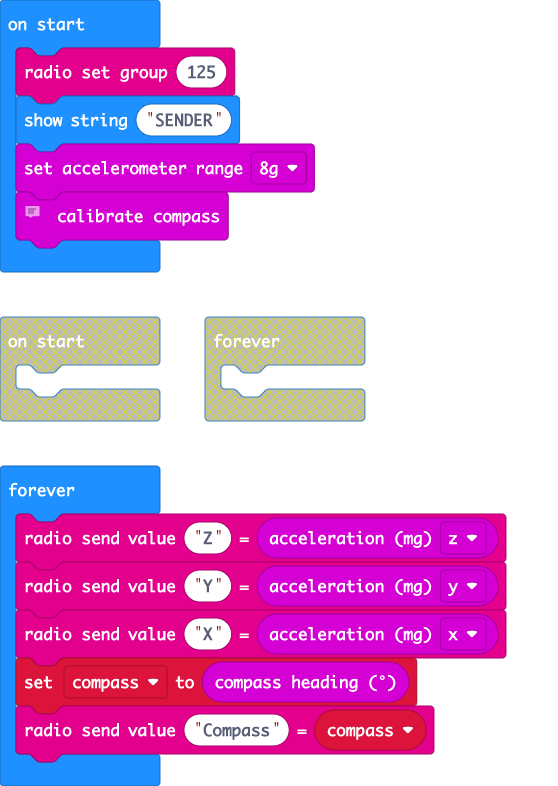 on start
radio set group 125
show string "SENDER"
set accelerometer range 8g
calibrate compass
on start
forever
forever
radio send value "Z" = acceleration (mg) z
radio send value "Y" = acceleration (mg) y
radio send value "X" = acceleration (mg) x
set compass to compass heading (°)
radio send value "Compass" = compass